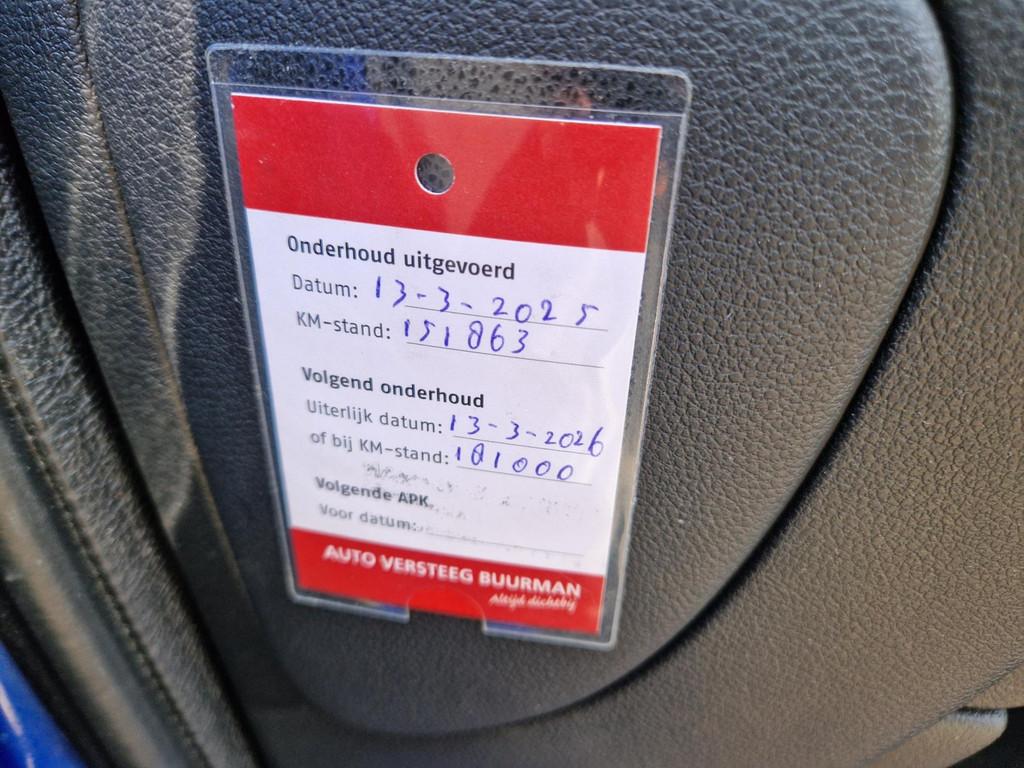 Onderhoud uitgevoerd
Datum: 13-3-2025
KM-stand: 151863
Volgend onderhoud
Uiterlijk datum: 13-3-2026
of bij KM-stand: 181000
Volgende APK
Voor datum:
AUTO VERSTEEG BUURMAN
Altijd dichtbij